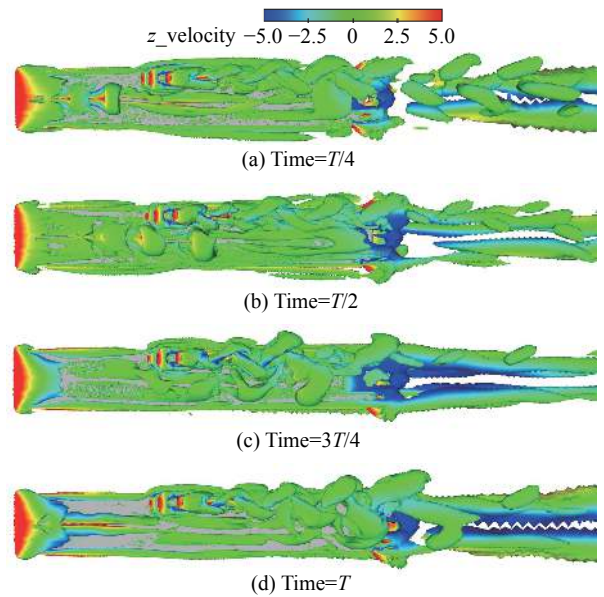 z_velocity −5.0 −2.5 0 2.5 5.0
(a) Time=T/4
(b) Time=T/2
(c) Time=3T/4
(d) Time=T